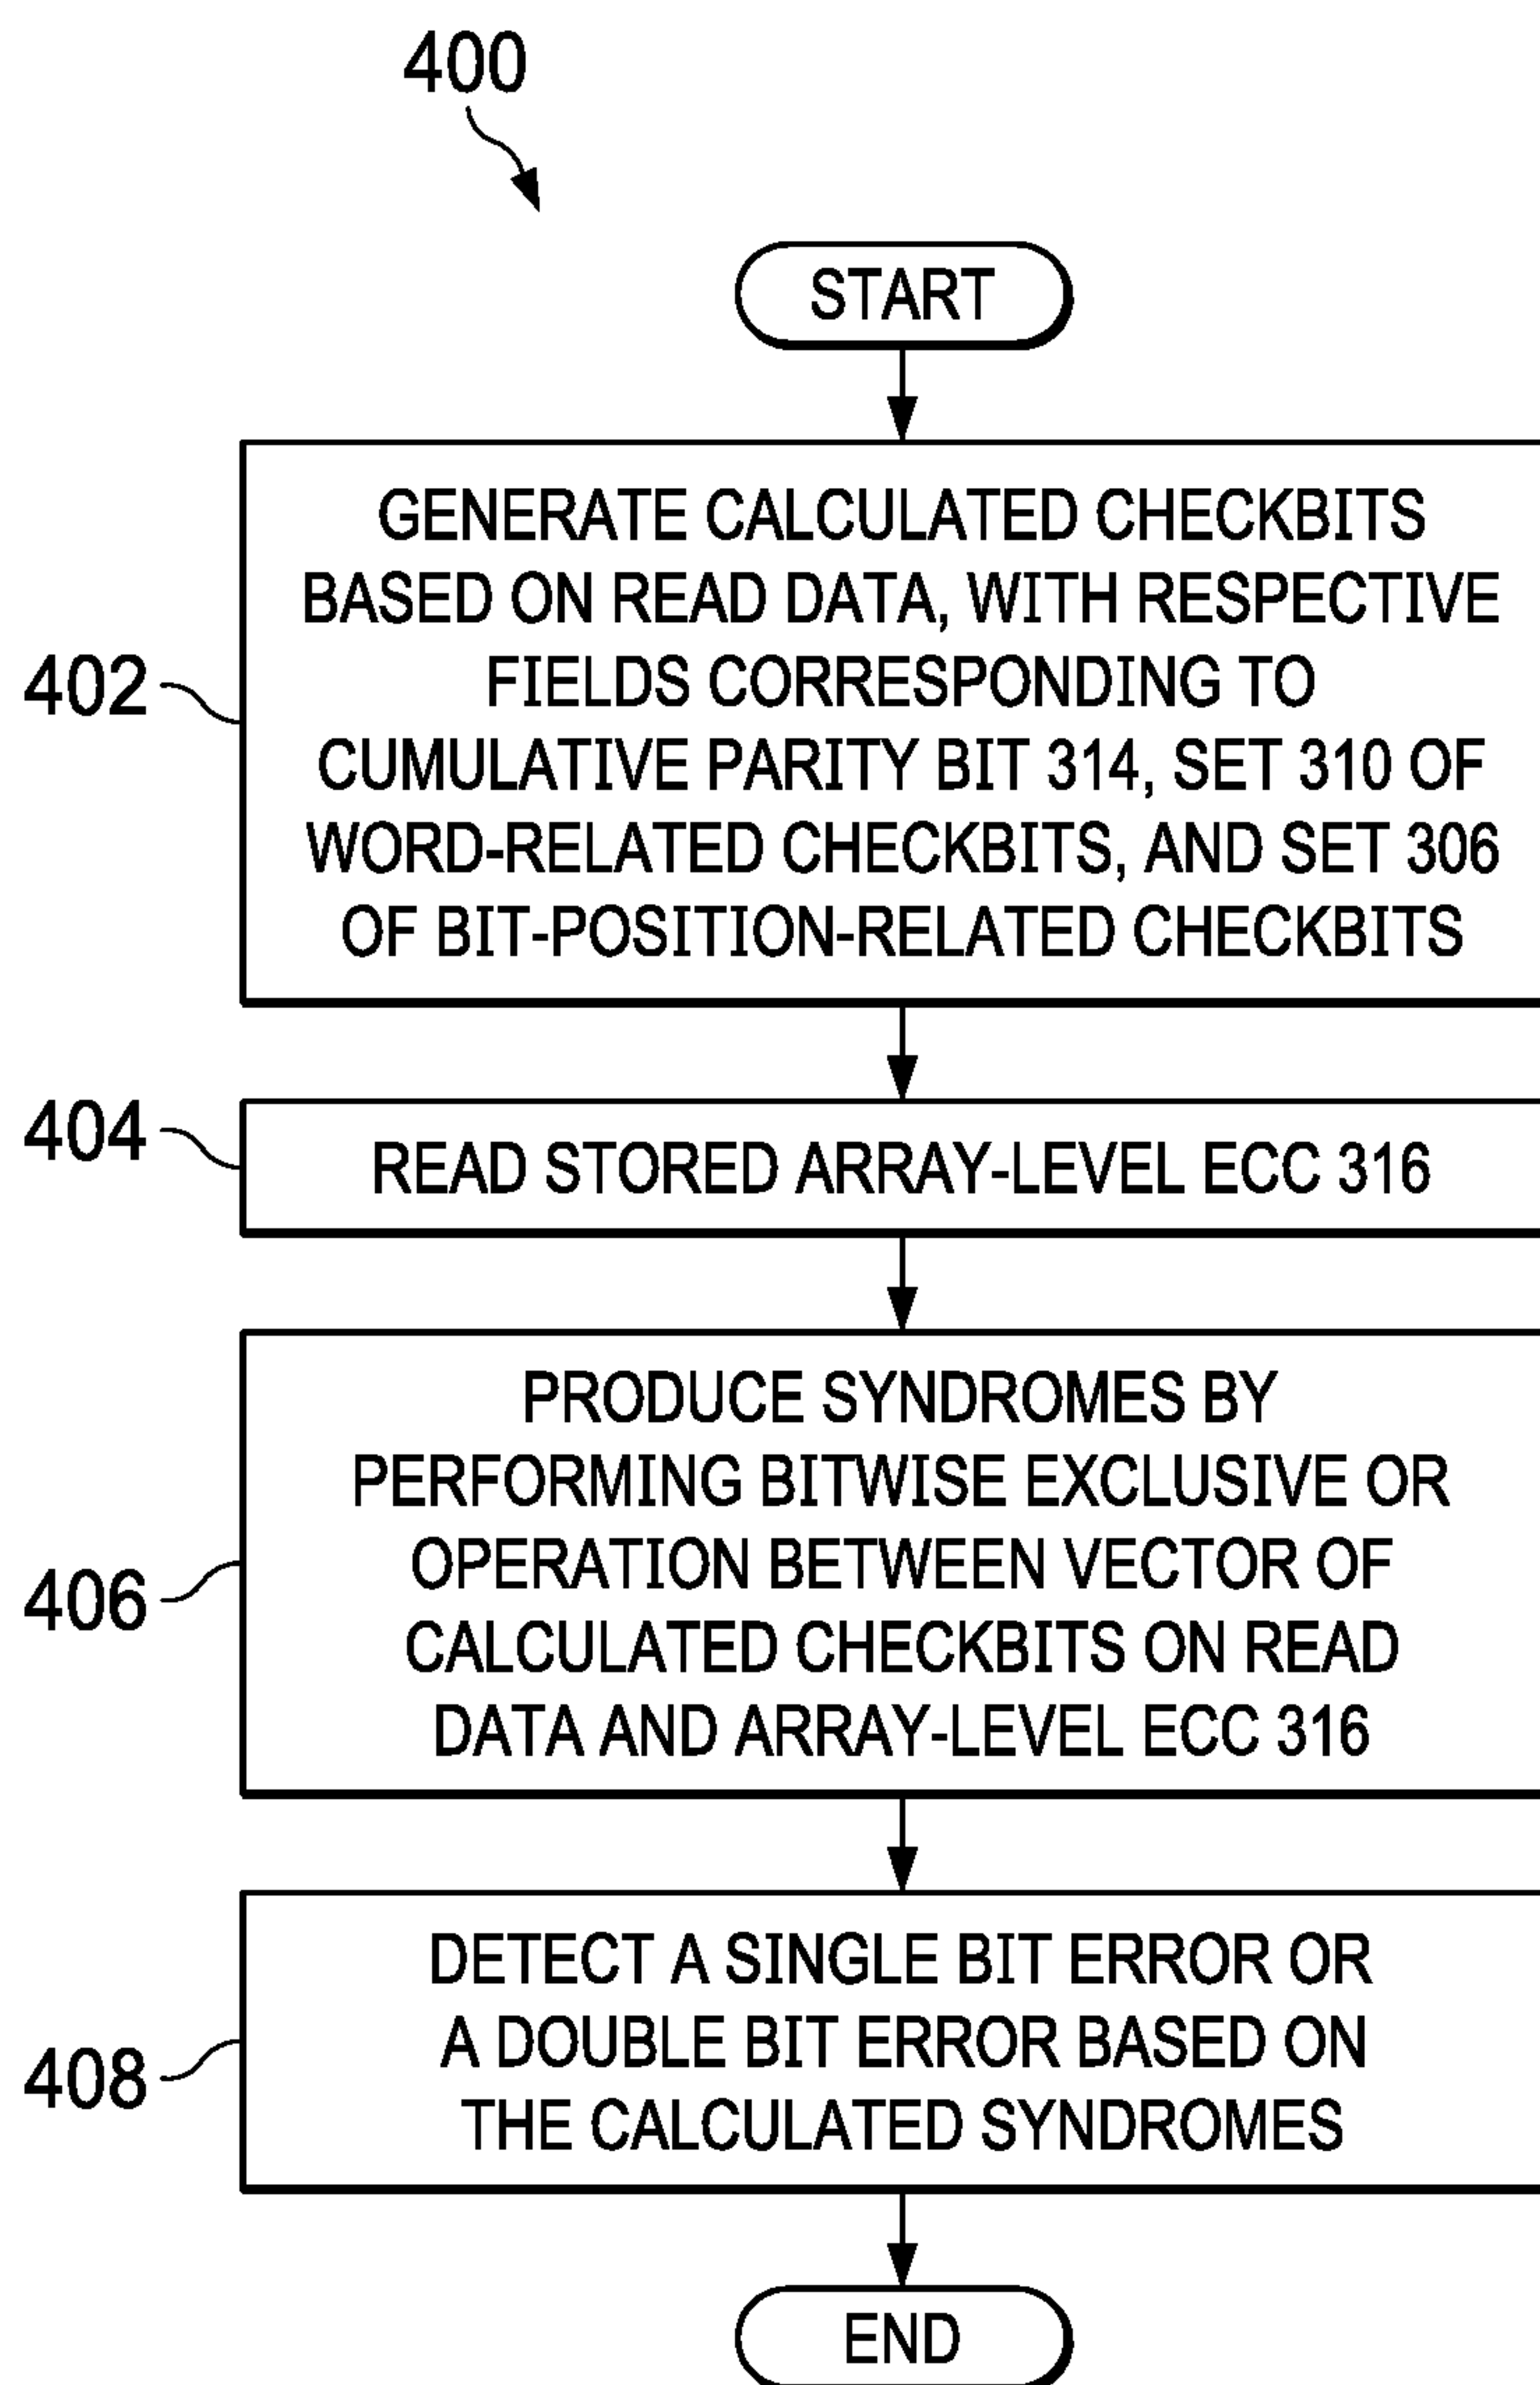 400
START
402
GENERATE CALCULATED CHECKBITS
BASED ON READ DATA, WITH RESPECTIVE
FIELDS CORRESPONDING TO
CUMULATIVE PARITY BIT 314, SET 310 OF
WORD-RELATED CHECKBITS, AND SET 306
OF BIT-POSITION-RELATED CHECKBITS
404
READ STORED ARRAY-LEVEL ECC 316
406
PRODUCE SYNDROMES BY
PERFORMING BITWISE EXCLUSIVE OR
OPERATION BETWEEN VECTOR OF
CALCULATED CHECKBITS ON READ
DATA AND ARRAY-LEVEL ECC 316
408
DETECT A SINGLE BIT ERROR OR
A DOUBLE BIT ERROR BASED ON
THE CALCULATED SYNDROMES
END